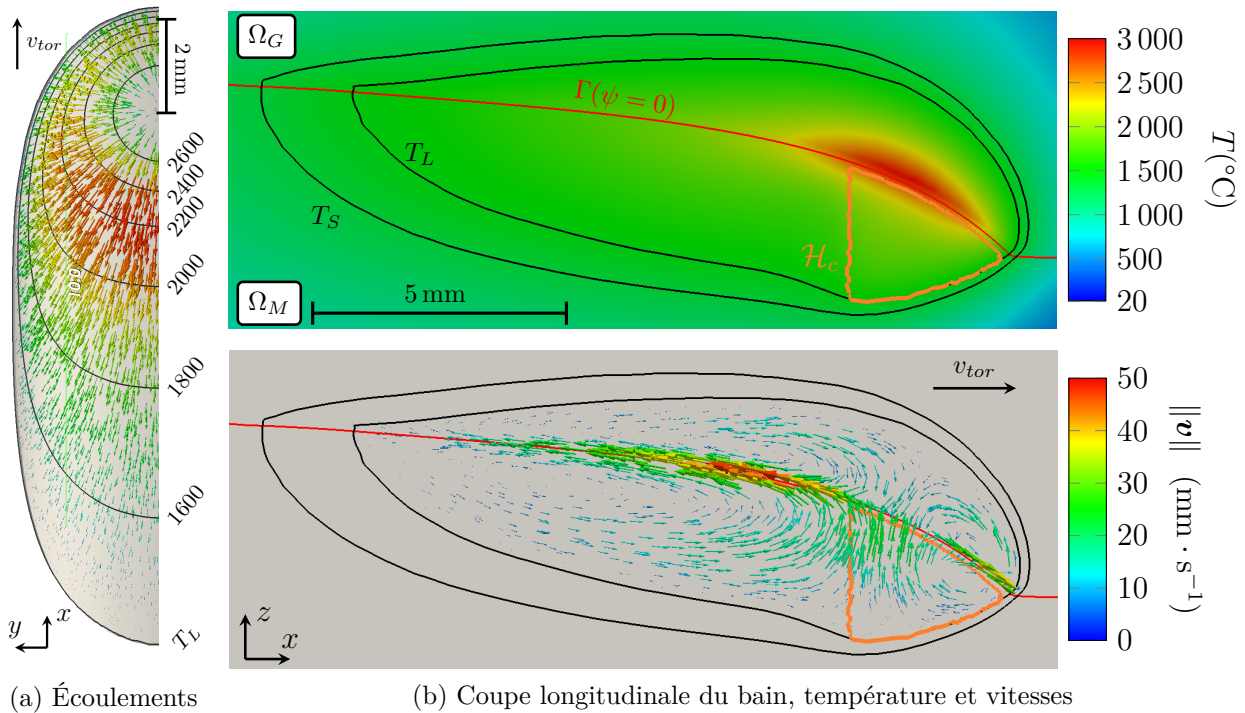 v_tor
2 mm
2600
2400
2200
2000
10.0
1800
1600
T_L
y x
(a) Écoulements
Ω_G
Γ(ψ = 0)
T_L
T_S
ℋ_c
Ω_M
5 mm
3 000
2 500
2 000
1 500
1 000
500
20
T(°C)
v_tor
z
x
50
40
30
20
10
0
||v|| (mm · s⁻¹)
(b) Coupe longitudinale du bain, température et vitesses